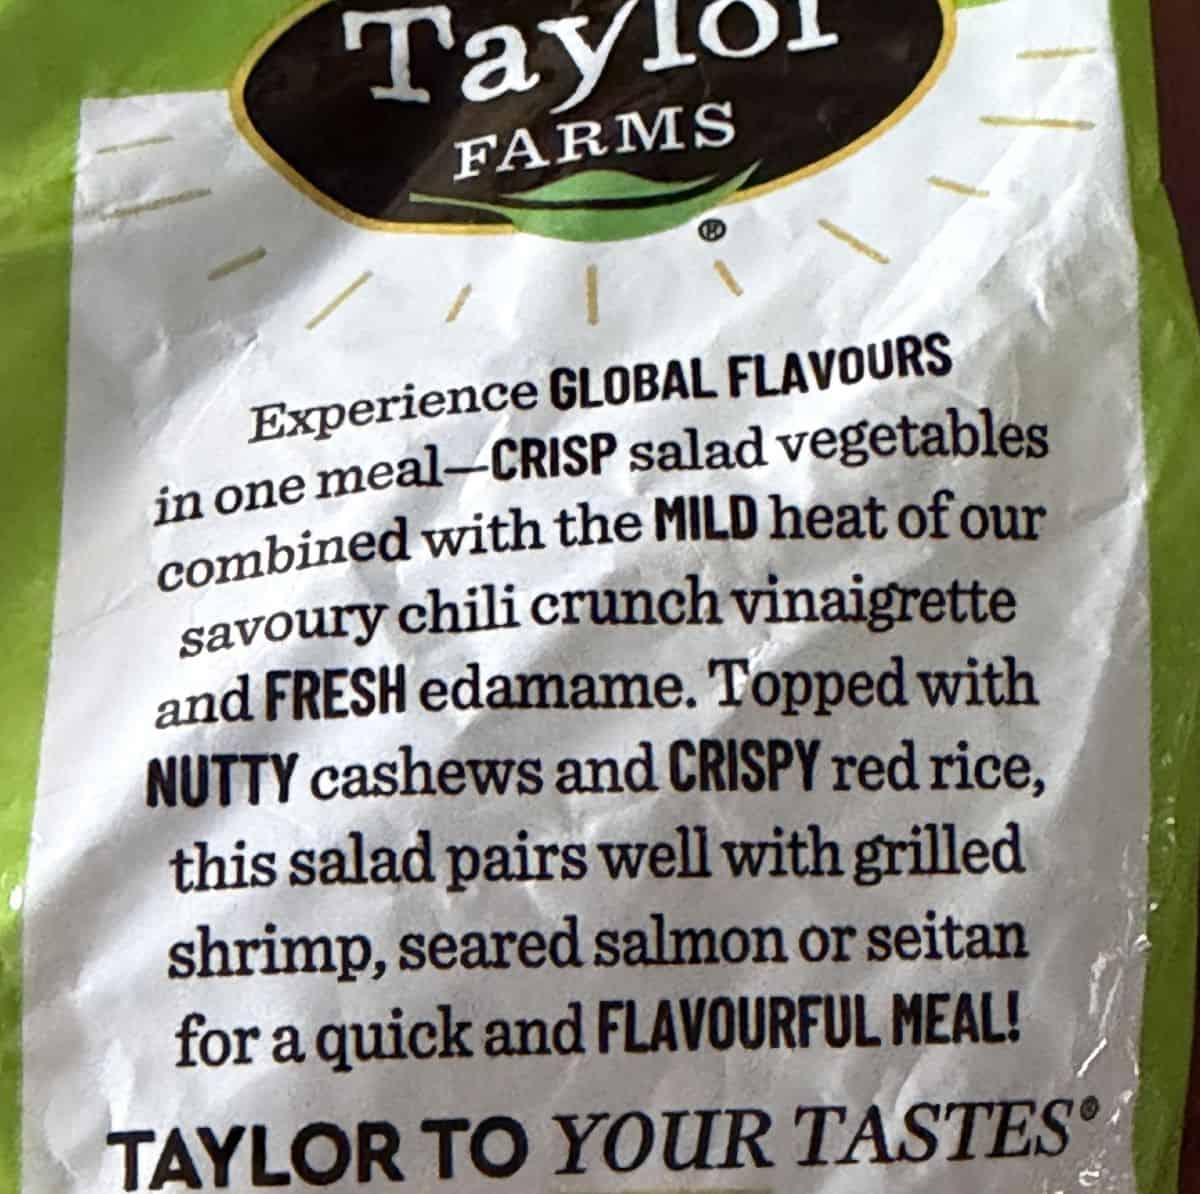 Taylor
FARMS
®
Experience GLOBAL FLAVOURS
in one meal—CRISP salad vegetables
combined with the MILD heat of our
savoury chili crunch vinaigrette
and FRESH edamame. Topped with
NUTTY cashews and CRISPY red rice,
this salad pairs well with grilled
shrimp, seared salmon or seitan
for a quick and FLAVOURFUL MEAL!
TAYLOR TO YOUR TASTES®